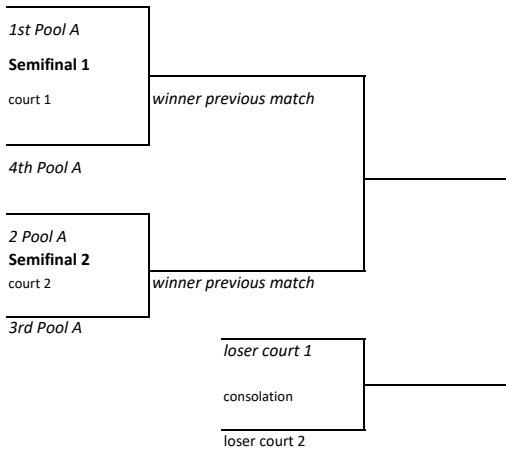 1st Pool A
Semifinal 1
court 1
winner previous match
4th Pool A
2 Pool A
Semifinal 2
court 2
winner previous match
3rd Pool A
loser court 1
consolation
loser court 2